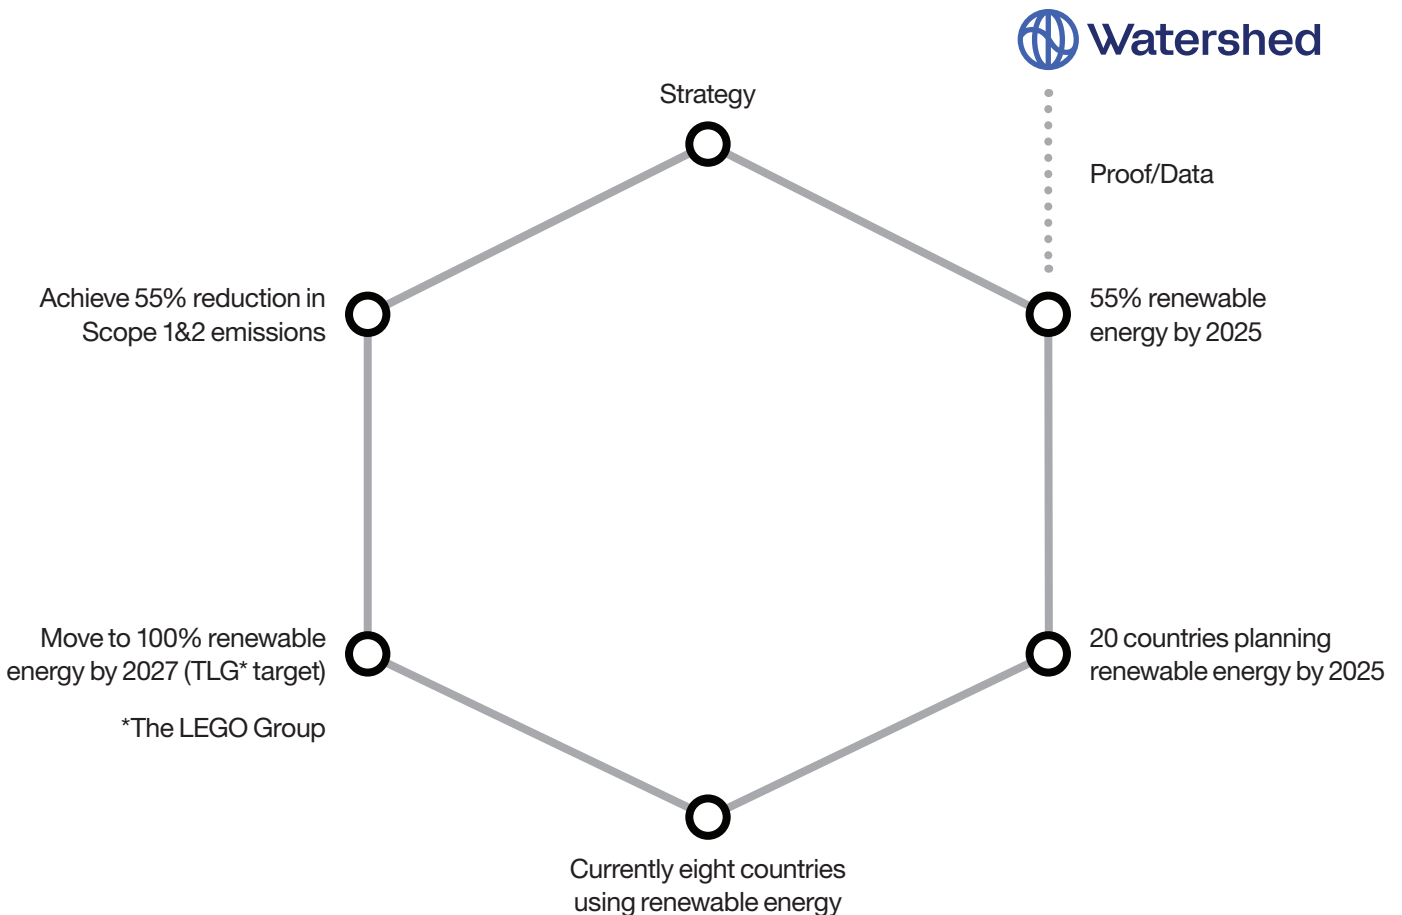 Watershed
Strategy
Proof/Data
Achieve 55% reduction in
Scope 1&2 emissions
55% renewable
energy by 2025
Move to 100% renewable
energy by 2027 (TLG* target)
*The LEGO Group
20 countries planning
renewable energy by 2025
Currently eight countries
using renewable energy